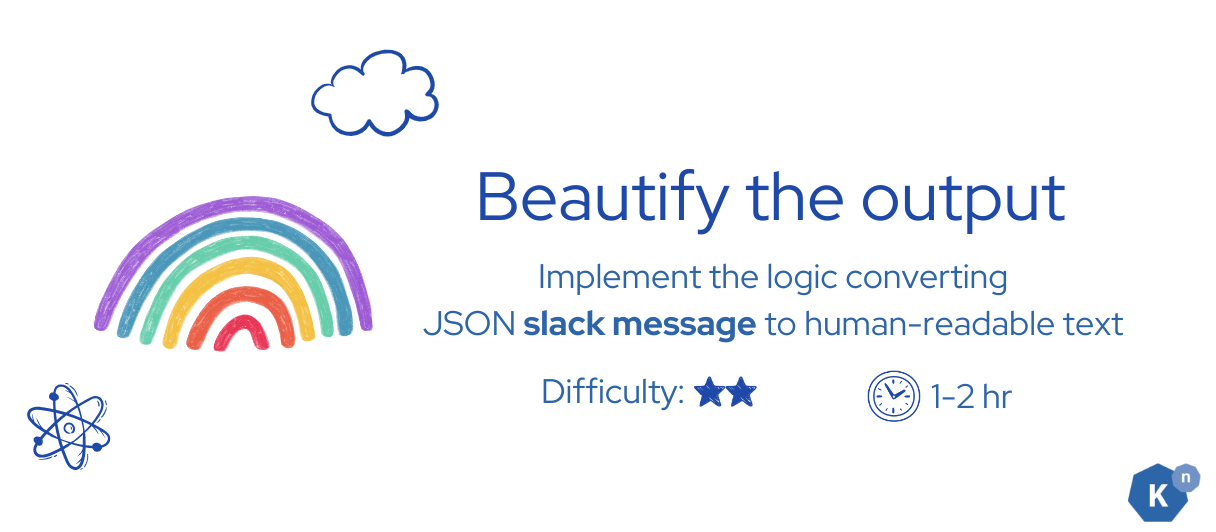 Beautify the output
Implement the logic converting
JSON slack message to human-readable text
Difficulty:
1-2 hr
K
n